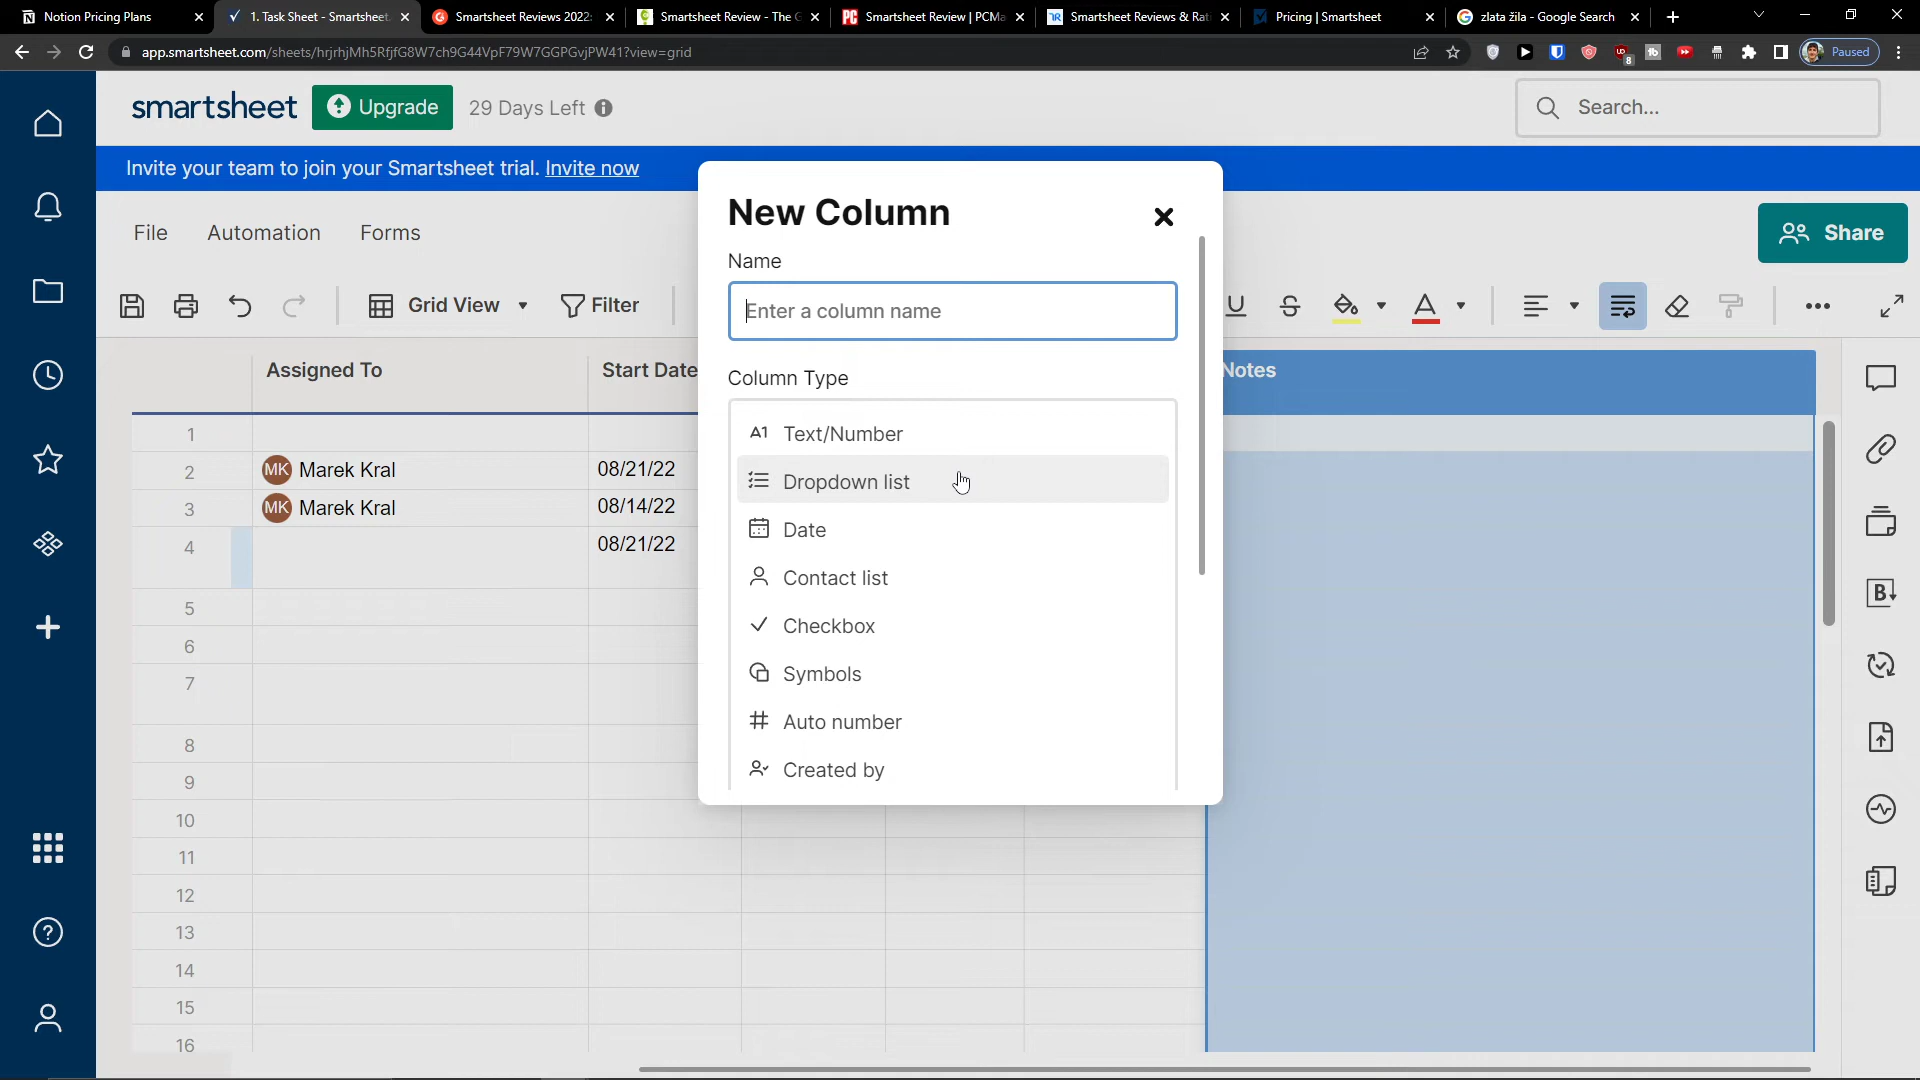 Notion Pricing Plans
1. Task Sheet - Smartsheet.
Smartsheet Reviews 2022:
Smartsheet Review - The G
PC Smartsheet Review | PCMa
Smartsheet Reviews & Rati
Pricing | Smartsheet
zlata žila - Google Search
app.smartsheet.com/sheets/hrjrhjMh5RfjfG8W7ch9G44VpF79W7GGPGvjPW41?view=grid
8
Paused
smartsheet
Upgrade
29 Days Left
Search...
Invite your team to join your Smartsheet trial. Invite now
File
Automation
Forms
Share
Grid View
Filter
Assigned To
Start Date
Notes
1
2 MK Marek Kral 08/21/22
3 MK Marek Kral 08/14/22
4 08/21/22
5
6
7
8
9
10
11
12
13
14
15
16
New Column
Name
Enter a column name
Column Type
A1 Text/Number
Dropdown list
Date
Contact list
Checkbox
Symbols
Auto number
Created by